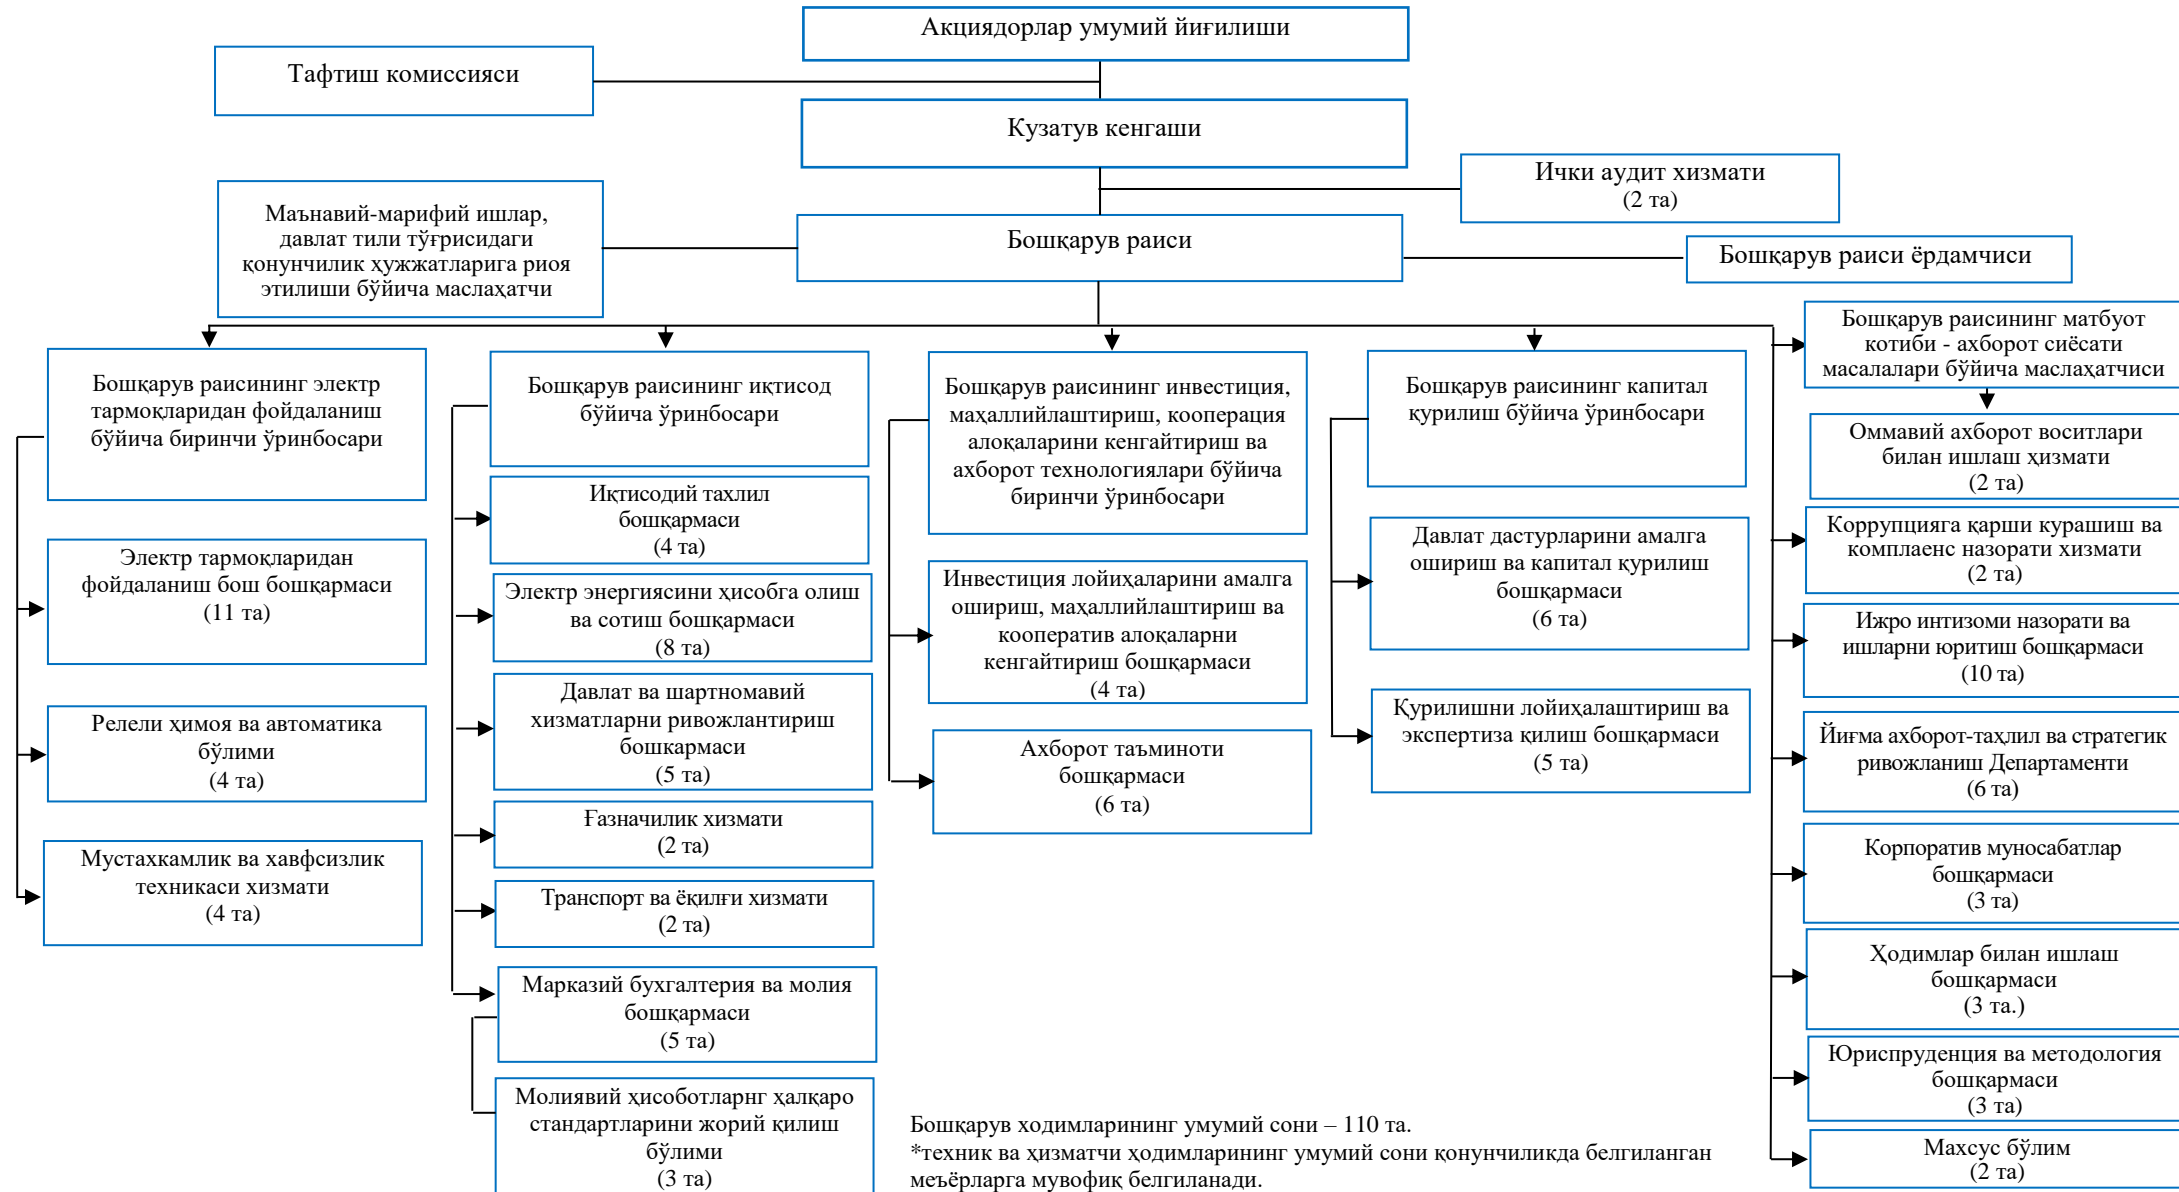 Акциядорлар умумий йиғилиши
Тафтиш комиссияси
Кузатув кенгаши
Ички аудит хизмати
(2 та)
Маънавий-марифий ишлар,
давлат тили тўғрисидаги
қонунчилик ҳужжатларига риоя
этилиши бўйича маслаҳатчи
Бошқарув раиси
Бошқарув раиси ёрдамчиси
Бошқарув раисининг электр
тармоқларидан фойдаланиш
бўйича биринчи ўринбосари
Электр тармоқларидан
фойдаланиш бош бошқармаси
(11 та)
Релели ҳимоя ва автоматика
бўлими
(4 та)
Мустахкамлик ва хавфсизлик
техникаси хизмати
(4 та)
Бошқарув раисининг иқтисод
бўйича ўринбосари
Иқтисодий тахлил
бошқармаси
(4 та)
Электр энергиясини ҳисобга олиш
ва сотиш бошқармаси
(8 та)
Давлат ва шартномавий
хизматларни ривожлантириш
бошкармаси
(5 та)
Ғазначилик хизмати
(2 та)
Транспорт ва ёқилғи хизмати
(2 та)
Марказий бухгалтерия ва молия
бошқармаси
(5 та)
Молиявий ҳисоботларнг ҳалқаро
стандартларини жорий қилиш
бўлими
(3 та)
Бошқарув раисининг инвестиция,
маҳаллийлаштириш, кооперация
алоқаларини кенгайтириш ва
ахборот технологиялари бўйича
биринчи ўринбосари
Инвестиция лойиҳаларини амалга
ошириш, маҳаллийлаштириш ва
кооператив алоқаларни
кенгайтириш бошқармаси
(4 та)
Ахборот таъминоти
бошқармаси
(6 та)
Бошқарув раисининг капитал
қурилиш бўйича ўринбосари
Давлат дастурларини амалга
ошириш ва капитал қурилиш
бошқармаси
(6 та)
Қурилишни лойиҳалаштириш ва
экспертиза қилиш бошқармаси
(5 та)
Бошқарув раисининг матбуот
котиби - ахборот сиёсати
масалалари бўйича маслаҳатчиси
Оммавий ахборот воситлари
билан ишлаш ҳизмати
(2 та)
Коррупцияга қарши курашиш ва
комплаенс назорати хизмати
(2 та)
Ижро интизоми назорати ва
ишларни юритиш бошқармаси
(10 та)
Йиғма ахборот-таҳлил ва стратегик
ривожланиш Департаменти
(6 та)
Корпоратив муносабатлар
бошқармаси
(3 та)
Ҳодимлар билан ишлаш
бошқармаси
(3 та.)
Юриспруденция ва методология
бошқармаси
(3 та)
Махсус бўлим
(2 та)
Бошқарув ходимларининг умумий сони – 110 та.
*техник ва ҳизматчи ҳодимларининг умумий сони қонунчиликда белгиланган
меъёрларга мувофиқ белгиланади.